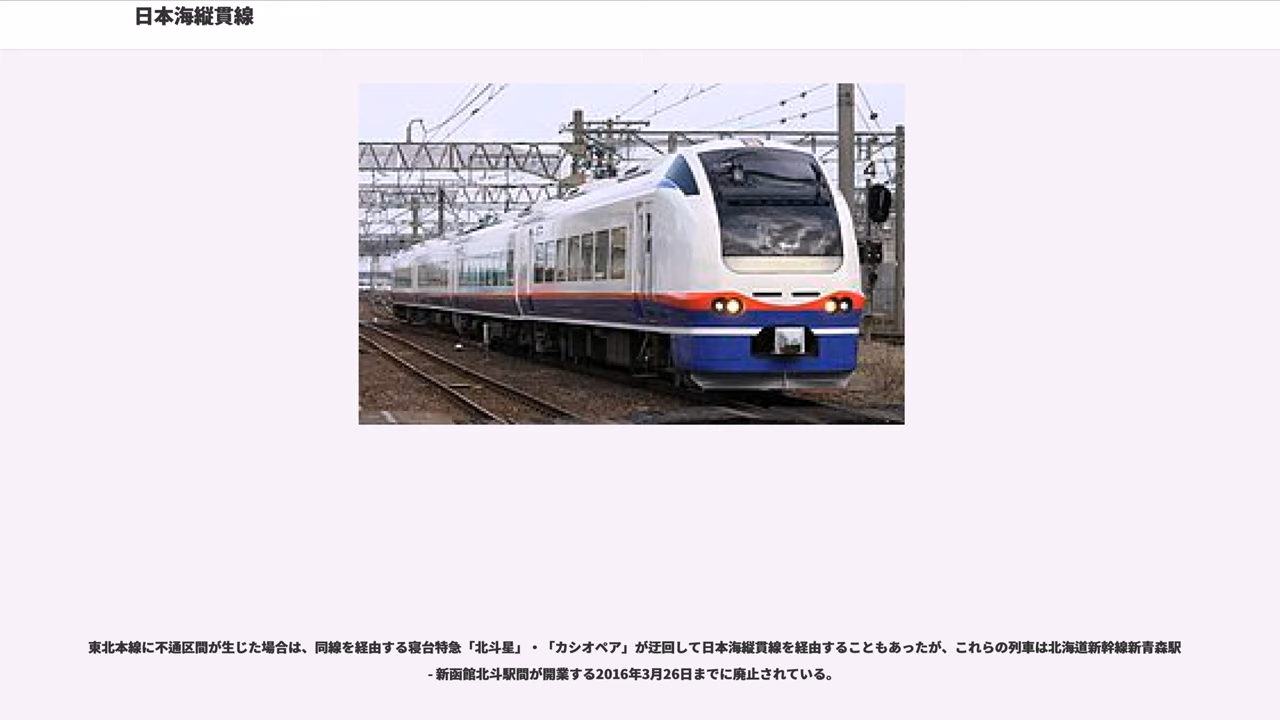 日本海縦貫線
東北本線に不通区間が生じた場合は、同線を経由する寝台特急「北斗星」・「カシオペア」が迂回して日本海縦貫線を経由することもあったが、これらの列車は北海道新幹線新青森駅
- 新函館北斗駅間が開業する2016年3月26日までに廃止されている。